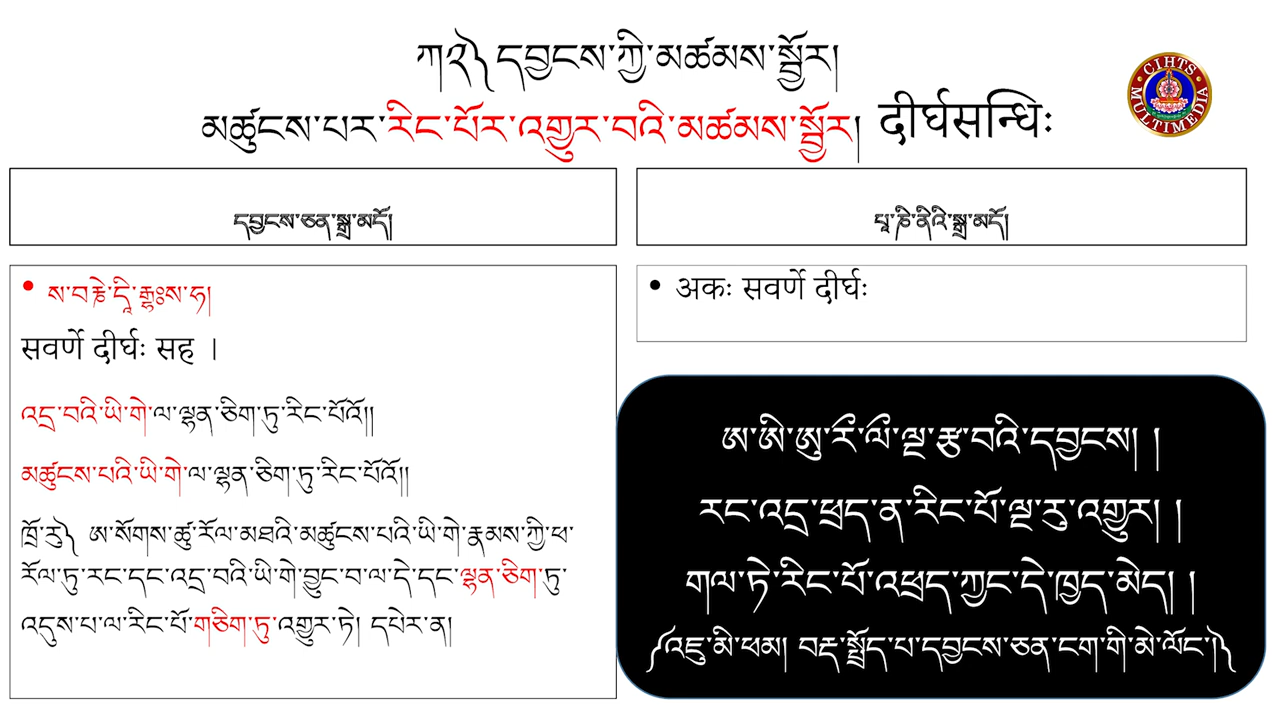 ཀ༢༽ དབྱངས་ཀྱི་མཚམས་སྦྱོར།
མཚུངས་པར་རིང་པོར་འགྱུར་བའི་མཚམས་སྦྱོར། दीर्घसन्धिः
CIHTS MULTIMEDIA
དབྱངས་ཅན་སྒྲ་མདོ།
པཱ་ཎི་ནིའི་སྒྲ་མདོ།
• ས་བརྞེ་དཱི་རྒྷཿས་ཧ།
सवर्णे दीर्घः सह ।
འདྲ་བའི་ཡི་གེ་ལ་ལྷན་ཅིག་ཏུ་རིང་པོའོ།།
མཚུངས་པའི་ཡི་གེ་ལ་ལྷན་ཅིག་ཏུ་རིང་པོའོ།།
ཁྲོ་རུ༽ ཨ་སོགས་ཚུ་རོལ་མཐའི་མཚུངས་པའི་ཡི་གེ་རྣམས་ཀྱི་ཕ་
རོལ་ཏུ་རང་དང་འདྲ་བའི་ཡི་གེ་བྱུང་བ་ལ་དེ་དང་ལྷན་ཅིག་ཏུ་
འདུས་པ་ལ་རིང་པོ་གཅིག་ཏུ་འགྱུར་ཏེ། དཔེར་ན།
• अकः सवर्णे दीर्घः
ཨ་ཨི་ཨུ་རྀ་ལྀ་ལྔ་རྩ་བའི་དབྱངས། །
རང་འདྲ་ཕྲད་ན་རིང་པོ་ལྔ་རུ་འགྱུར། །
གལ་ཏེ་རིང་པོ་འཕྲད་ཀྱང་དེ་ཁྱད་མེད། །
༼འཇུ་མི་ཕམ། བརྡ་སྤྲོད་པ་དབྱངས་ཅན་ངག་གི་མེ་ལོང་།༽